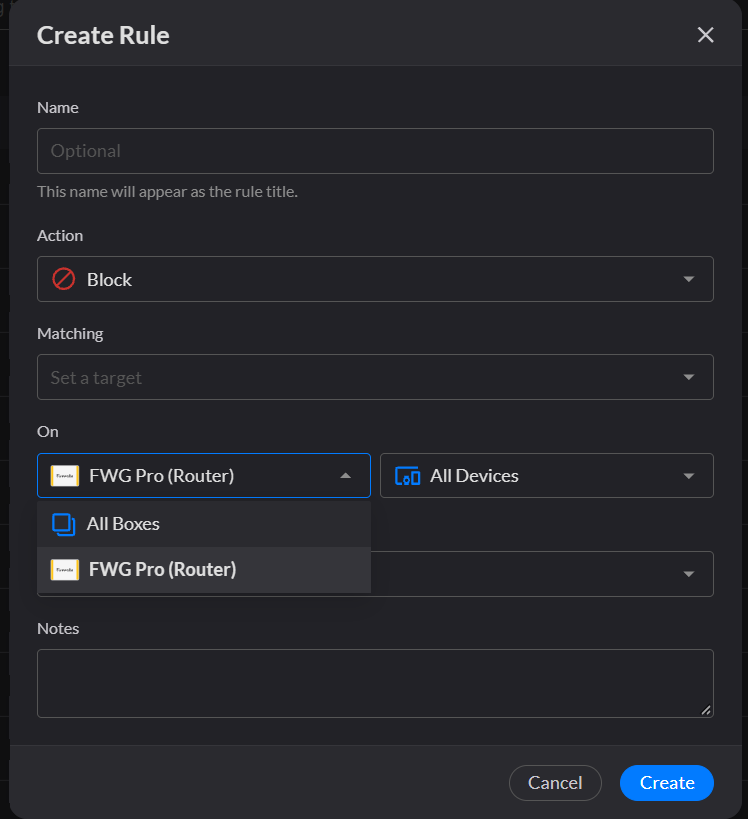 Create Rule
Name
Optional
This name will appear as the rule title.
Action
Block
Matching
Set a target
On
FWG Pro (Router)
All Devices
All Boxes
FWG Pro (Router)
Notes
Cancel
Create